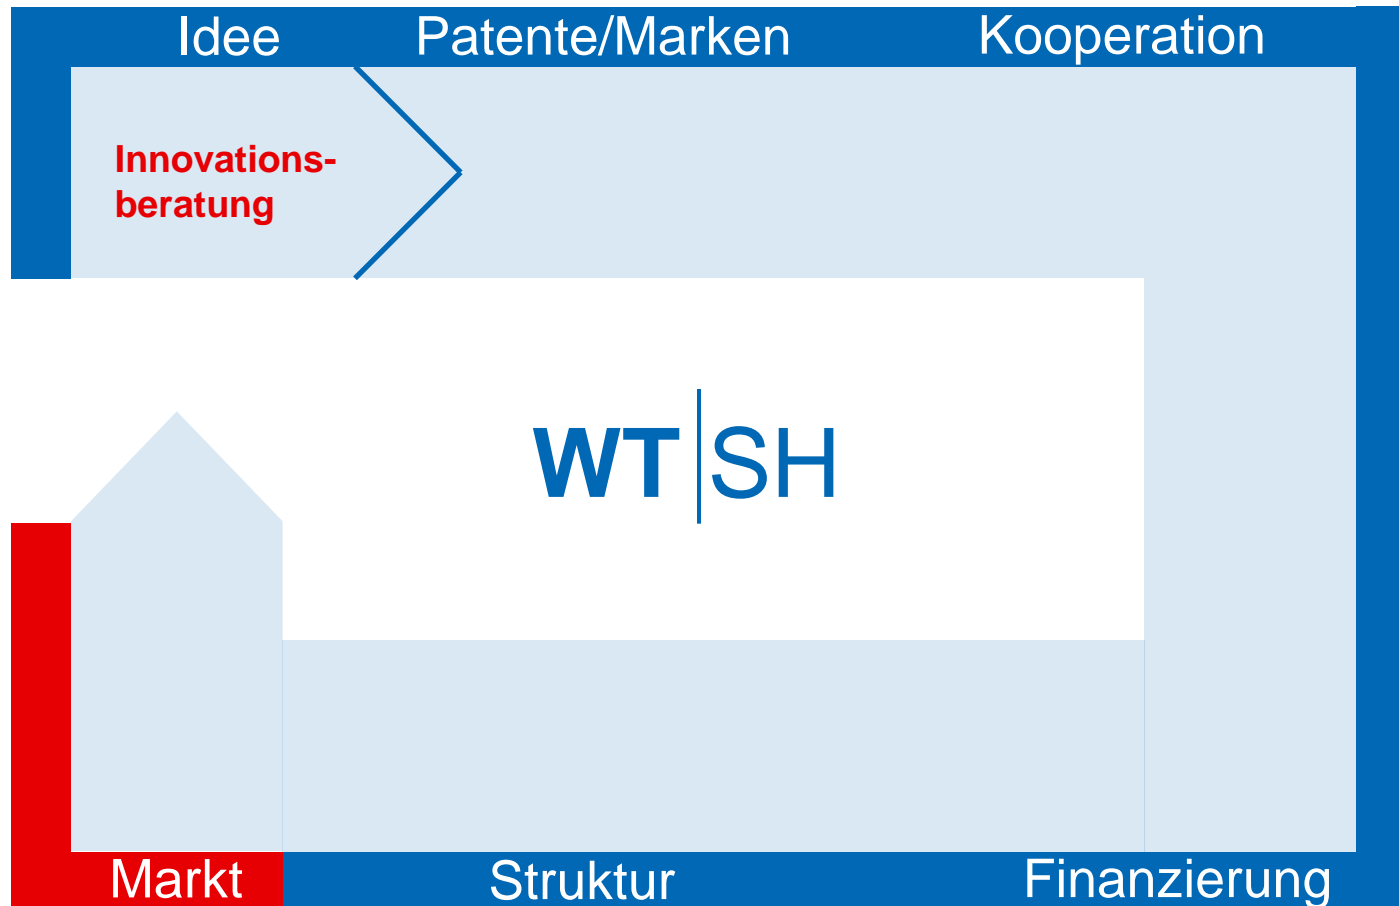 Idee Patente/Marken Kooperation
Innovations-
beratung
WT|SH
Markt Struktur Finanzierung